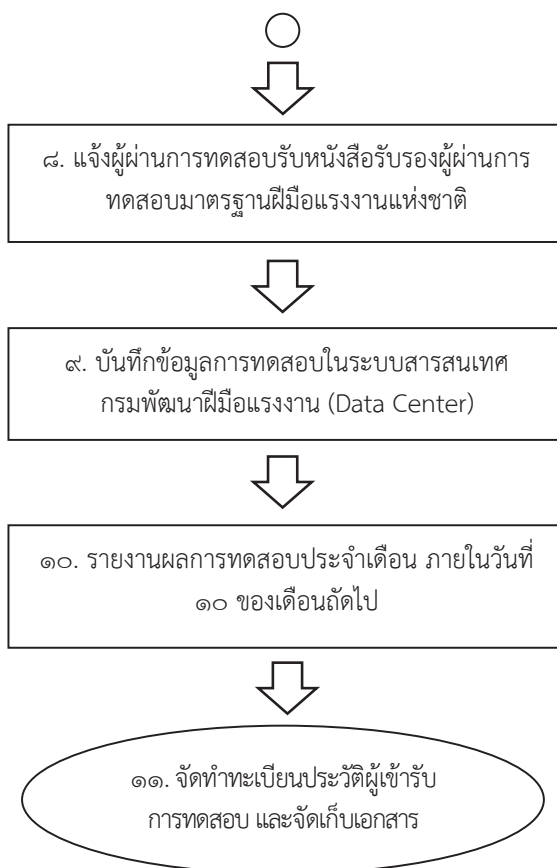 ๘. แจ้งผู้ผ่านการทดสอบรับหนังสือรับรองผู้ผ่านการ
ทดสอบมาตรฐานฝีมือแรงงานแห่งชาติ
๙. บันทึกข้อมูลการทดสอบในระบบสารสนเทศ
กรมพัฒนาฝีมือแรงงาน (Data Center)
๑๐. รายงานผลการทดสอบประจำเดือน ภายในวันที่
๑๐ ของเดือนถัดไป
๑๑. จัดทำทะเบียนประวัติผู้เข้ารับ
การทดสอบ และจัดเก็บเอกสาร